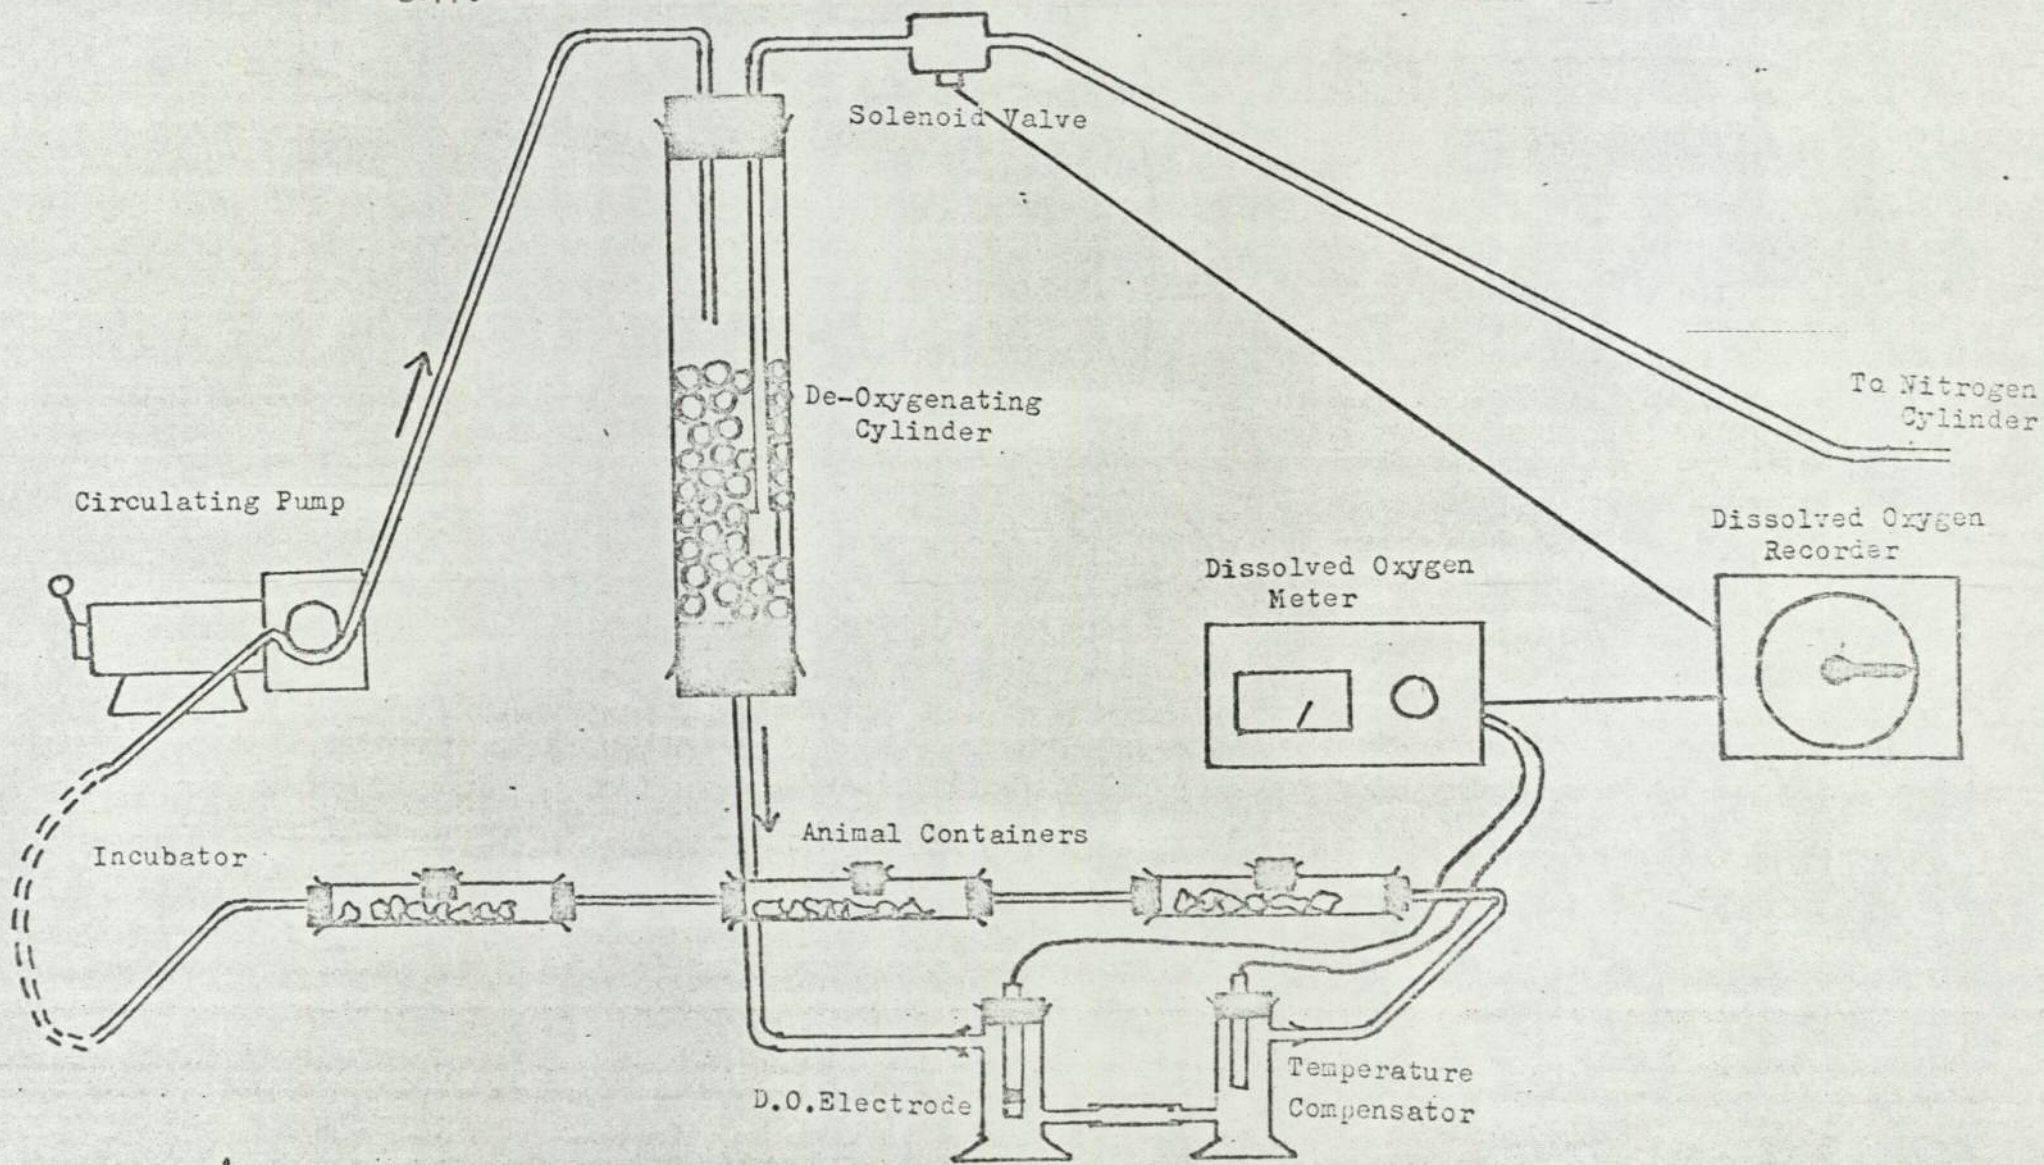 Solenoid Valve
De-Oxygenating
Cylinder
To Nitrogen
Cylinder
Circulating Pump
Dissolved Oxygen
Recorder
Dissolved Oxygen
Meter
Animal Containers
Incubator
Temperature
Compensator
D.O.Electrode